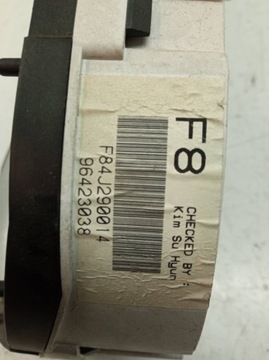 F8
CHECKED BY :
Kim Su Hyun
F84J290014
96423038